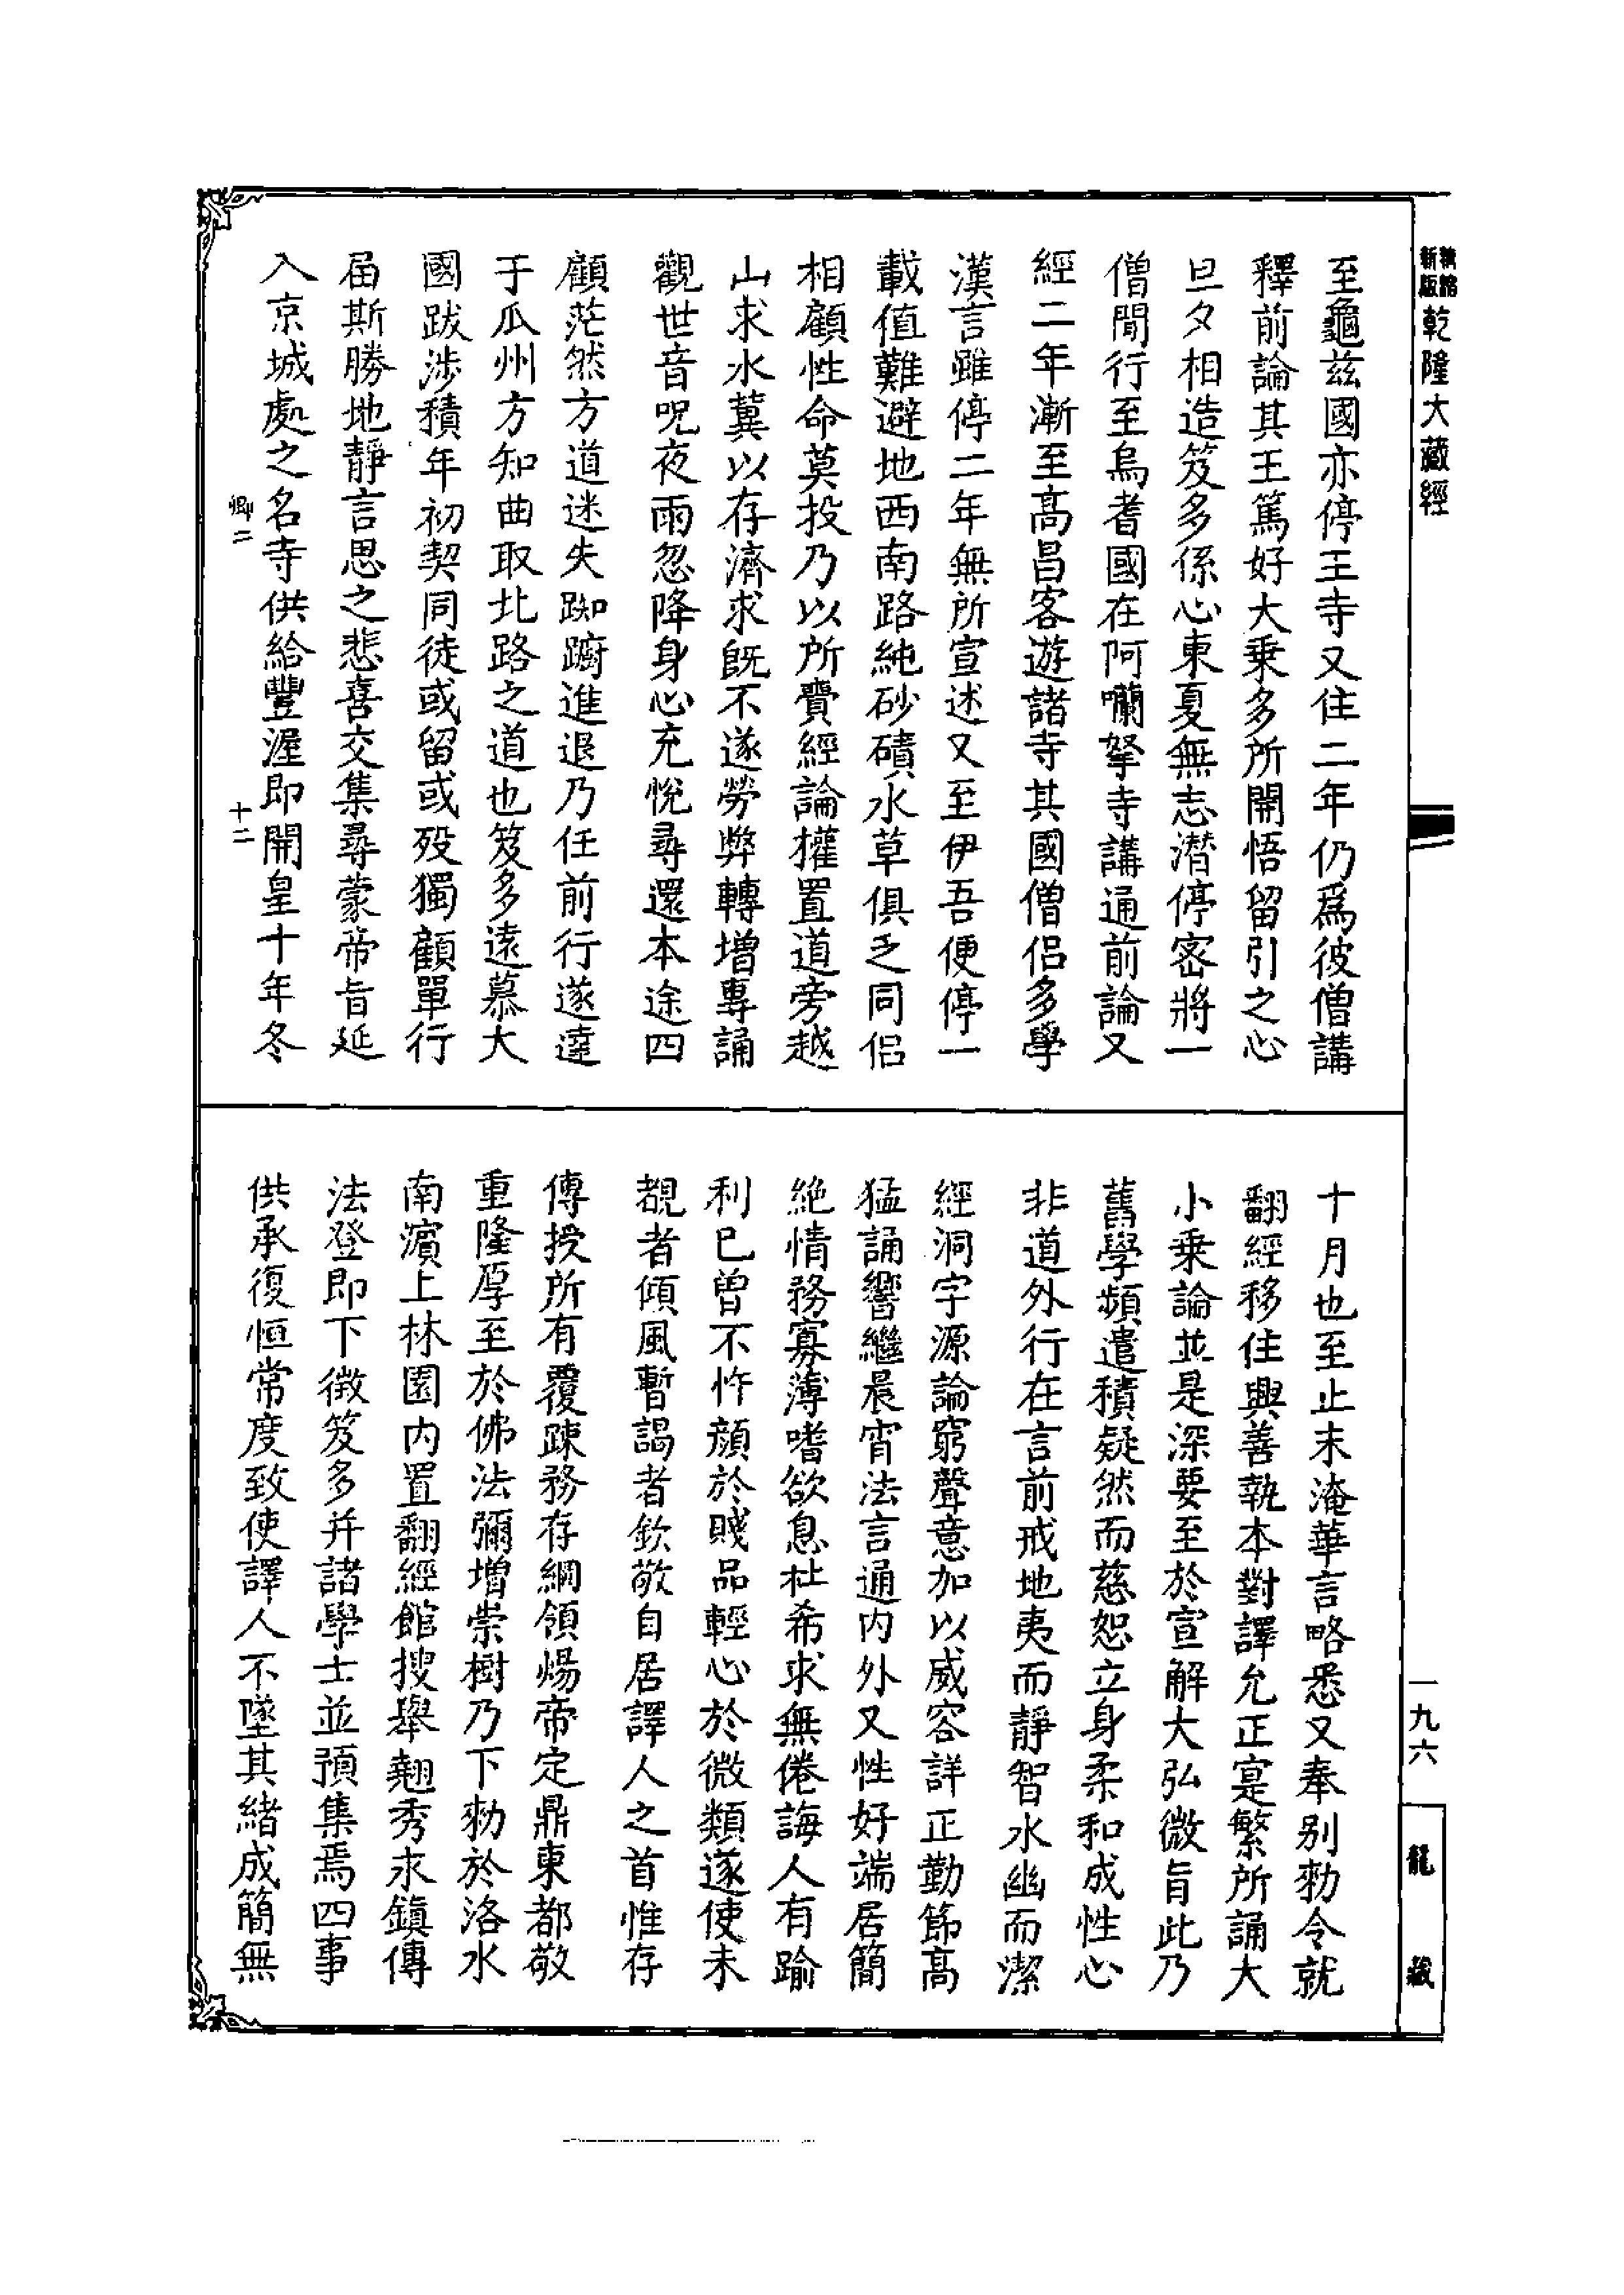 乾隆大藏經
至龜茲國亦停王寺又住二年仍爲彼僧講
釋前論其王篤好大乘多所開悟留引之心
旦夕相造笈多係心東夏無志潛停密將一
僧間行至烏耆國在阿囒拏寺講通前論又
經二年漸至高昌客遊諸寺其國僧侶多學
漢言雖停二年無所宣述又至伊吾便停一
載值難避地西南路純砂磧水草俱乏同侶
相顧性命莫投乃以所賷經論權置道旁越
山求水冀以存濟求旣不遂勞弊轉增專誦
觀世音呪夜雨忽降身心充悅尋還本途四
顧茫然方道迷失踟躕進退乃任前行遂達
于瓜州方知曲取北路之道也笈多遠慕大
國跋涉積年初契同徒或留或殁獨顧單行
届斯勝地靜言思之悲喜交集尋蒙帝旨延
入京城處之名寺供給豐渥即開皇十年冬
卿二
十二
十月也至止未淹華言略悉又奉别勑令就
翻經移住興善執本對譯允正寔繁所誦大
小乘論並是深要至於宣解大弘微旨此乃
舊學頻遣積疑然而慈恕立身柔和成性心
非道外行在言前戒地夷而靜智水幽而潔
經洞字源論窮聲意加以威容詳正勤節高
猛誦響繼晨宵法言通内外又性好端居簡
絶情務寡薄嗜欲息杜希求無倦誨人有踰
利已曾不忤顏於賤品輕心於微類遂使未
覩者傾風暫謁者欽敬自居譯人之首惟存
傳授所有覆疎務存綱領煬帝定鼎東都敬
重隆厚至於佛法彌增崇樹乃下勑於洛水
南濵上林園内置翻經館搜舉翹秀永鎭傳
法登即下徵笈多并諸學士並預集焉四事
供承復恒常度致使譯人不墜其緒成簡無
一九六
龍藏